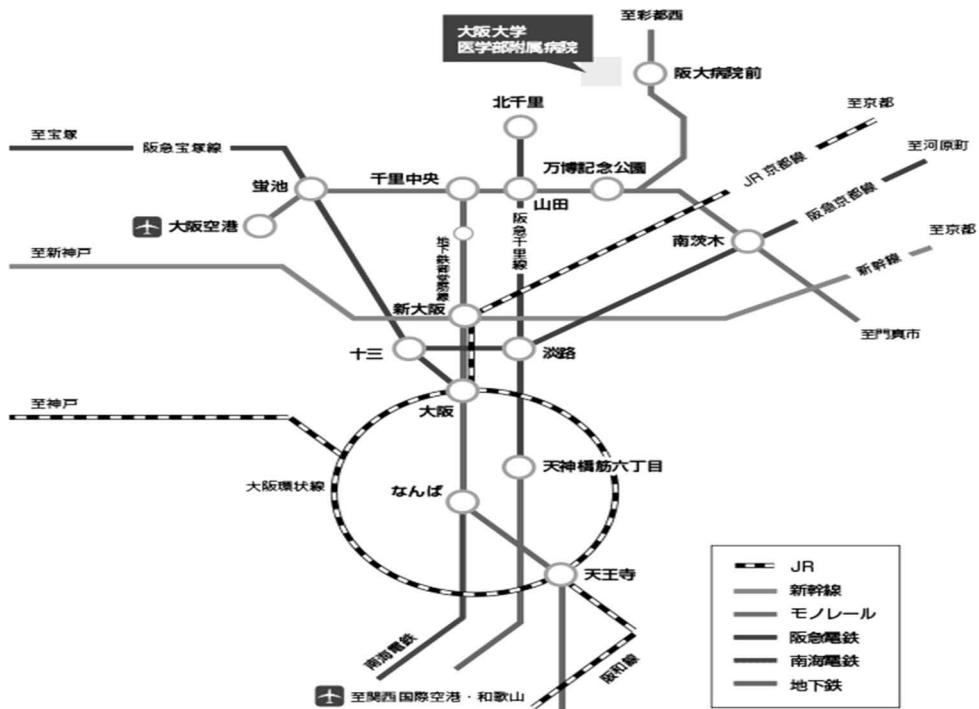 至彩都西
大阪大学
医学部附属病院
阪大病院前
北千里
至京都
至宝塚
阪急宝塚線
至河原町
万博記念公園
JR 京都線
蛍池
千里中央
山田
阪急京都線
大阪空港
阪急千里線
南茨木
至京都
至新神戸
地下鉄御堂筋線
新幹線
新大阪
至門真市
十三
淡路
至神戸
大阪
天神橋筋六丁目
大阪環状線
なんば
天王寺
JR
新幹線
モノレール
阪急電鉄
南海電鉄
地下鉄
南海電鉄
阪和線
至関西国際空港・和歌山